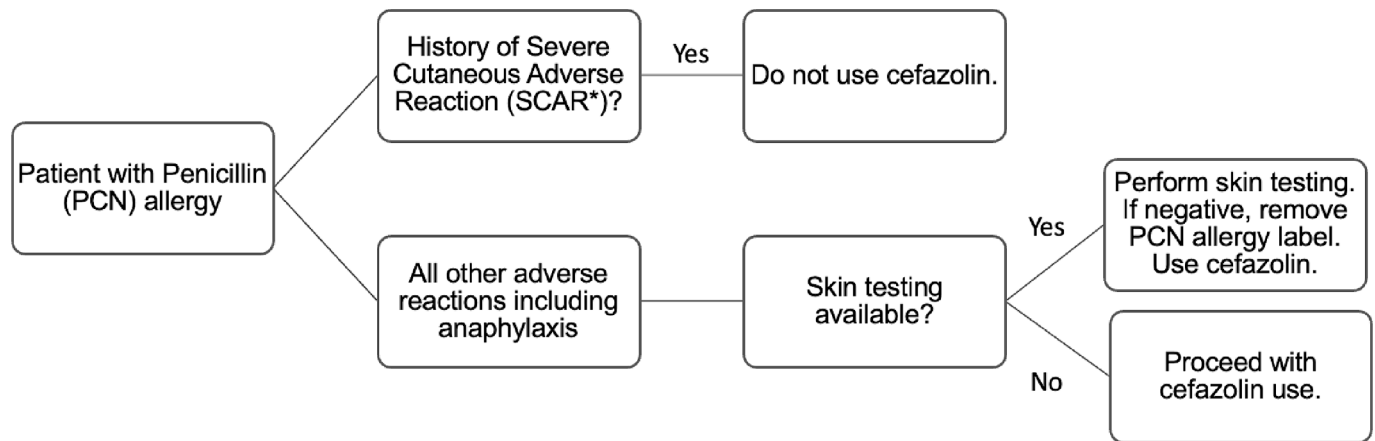 Patient with Penicillin
(PCN) allergy
History of Severe
Cutaneous Adverse
Reaction (SCAR*)?
Yes
Do not use cefazolin.
All other adverse
reactions including
anaphylaxis
Skin testing
available?
Yes
Perform skin testing.
If negative, remove
PCN allergy label.
Use cefazolin.
No
Proceed with
cefazolin use.